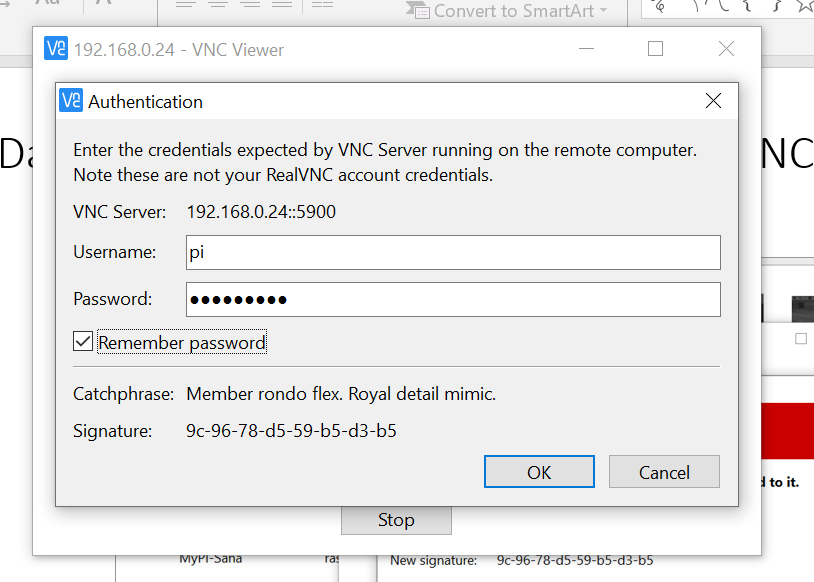 Aa
Convert to SmartArt
192.168.0.24 - VNC Viewer
Authentication
Enter the credentials expected by VNC Server running on the remote computer.
Note these are not your RealVNC account credentials.
VNC Server: 192.168.0.24::5900
Username: pi
Password: ●●●●●●●●●
Remember password
Catchphrase: Member rondo flex. Royal detail mimic.
Signature: 9c-96-78-d5-59-b5-d3-b5
OK Cancel
NC
d to it.
Stop
MyPi-Sana
New signature: 9c-96-78-d5-59-b5-d3-b5